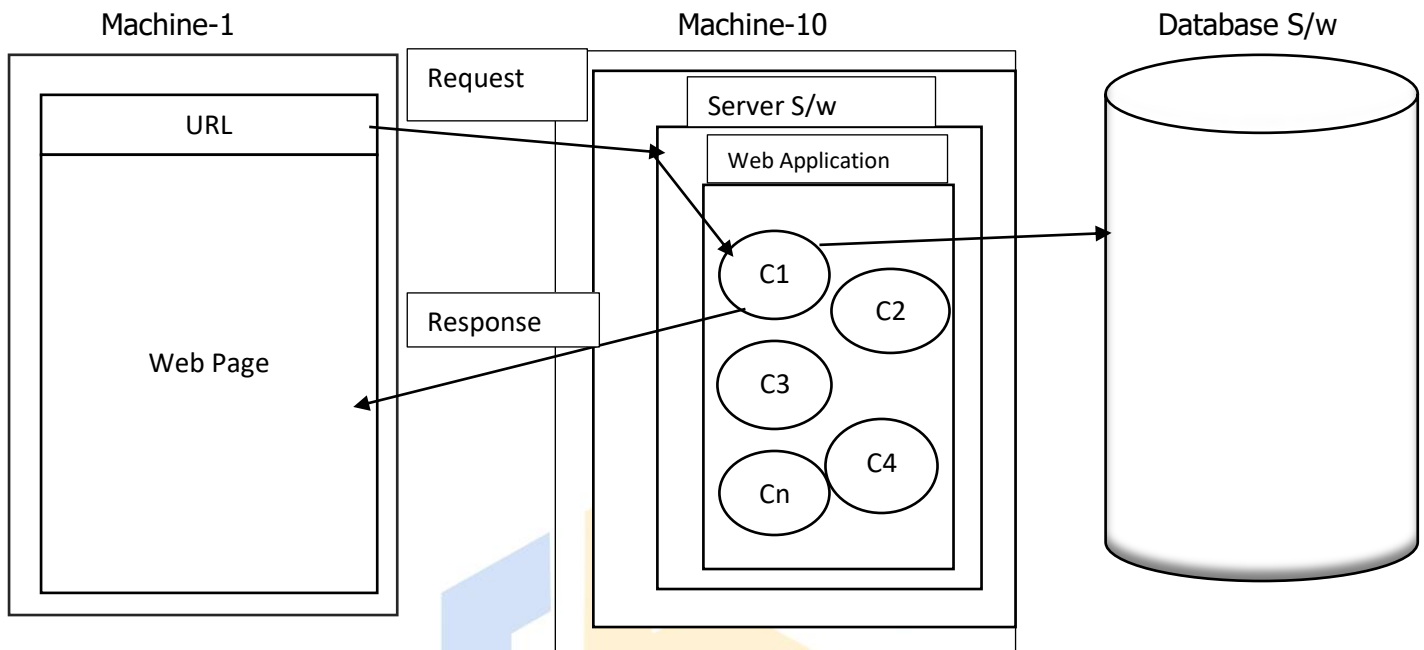 Machine-1
Machine-10
Database S/w
Request
URL
Server S/w
Web Application
C1
C2
Response
Web Page
C3
C4
Cn